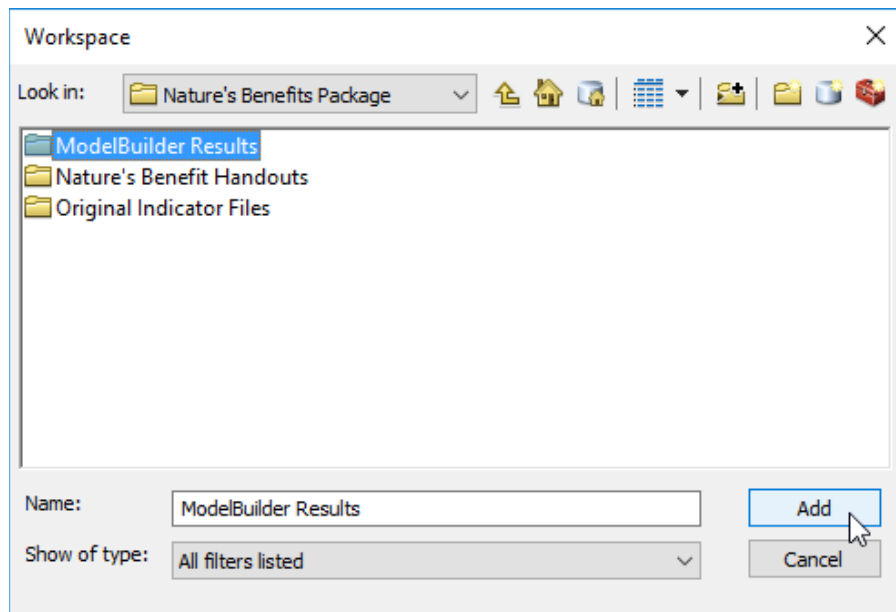 Workspace
Look in: Nature's Benefits Package
ModelBuilder Results
Nature's Benefit Handouts
Original Indicator Files
Name: ModelBuilder Results Add
Show of type: All filters listed Cancel